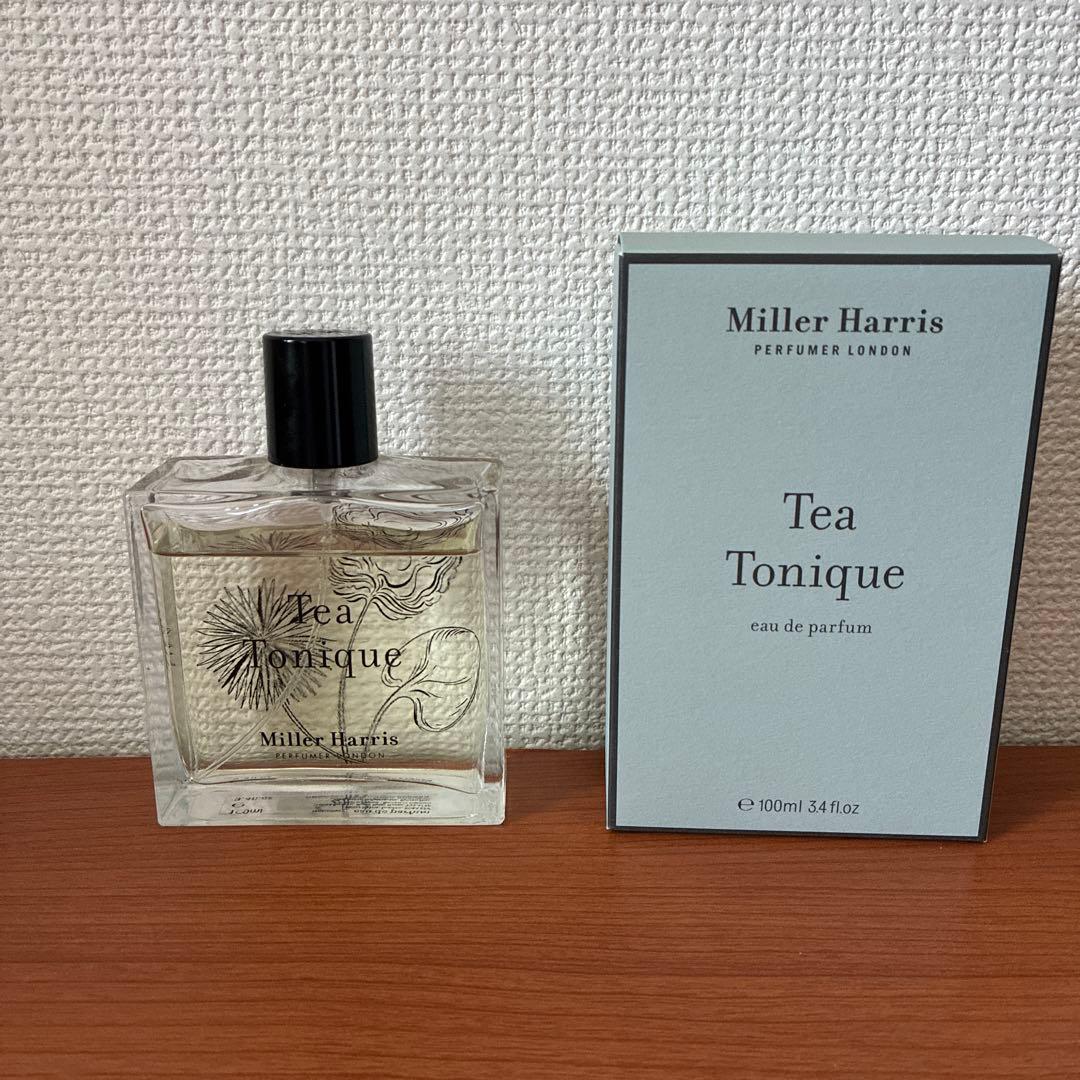 Tea
Tonique
Miller Harris
PERFUMER LONDON
Miller Harris
PERFUMER LONDON
Tea
Tonique
eau de parfum
℮ 100ml 3.4 fl.oz